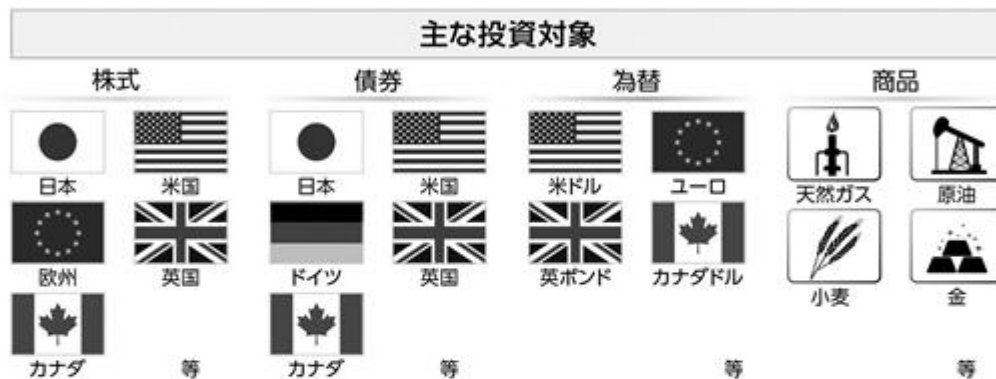 主な投資対象
株式 債券 為替 商品
日本 米国 日本 米国 米ドル ユーロ 天然ガス 原油
欧州 英国 ドイツ 英国 英ポンド カナダドル 小麦 金
カナダ 等 カナダ 等 等 等